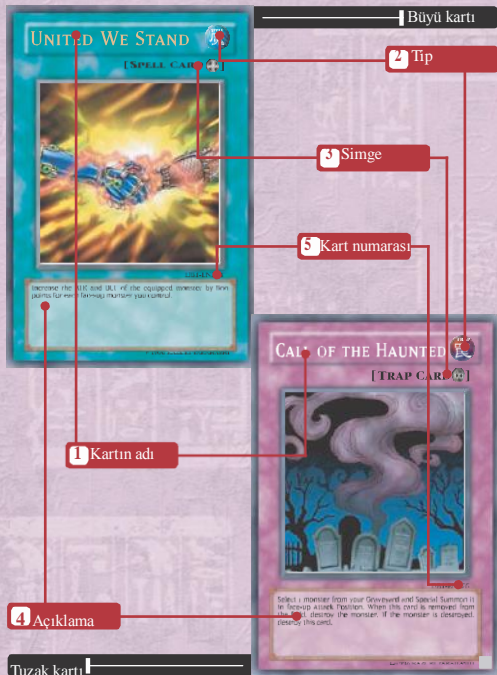 Büyü kartı
UNITED WE STAND
[SPELL CARD]
2 Tip
3 Simge
5 Kart numarası
Increase the ATK and DEF of the equipped monster by 800
points for each face-up monster you control.
CALL OF THE HAUNTED
[TRAP CARD]
1 Kartın adı
Select 1 monster from your Graveyard and Special Summon it
in face-up Attack Position. When this card is removed from
the field, destroy the monster. If the monster is destroyed,
destroy this card.
4 Açıklama
Tuzak kartı